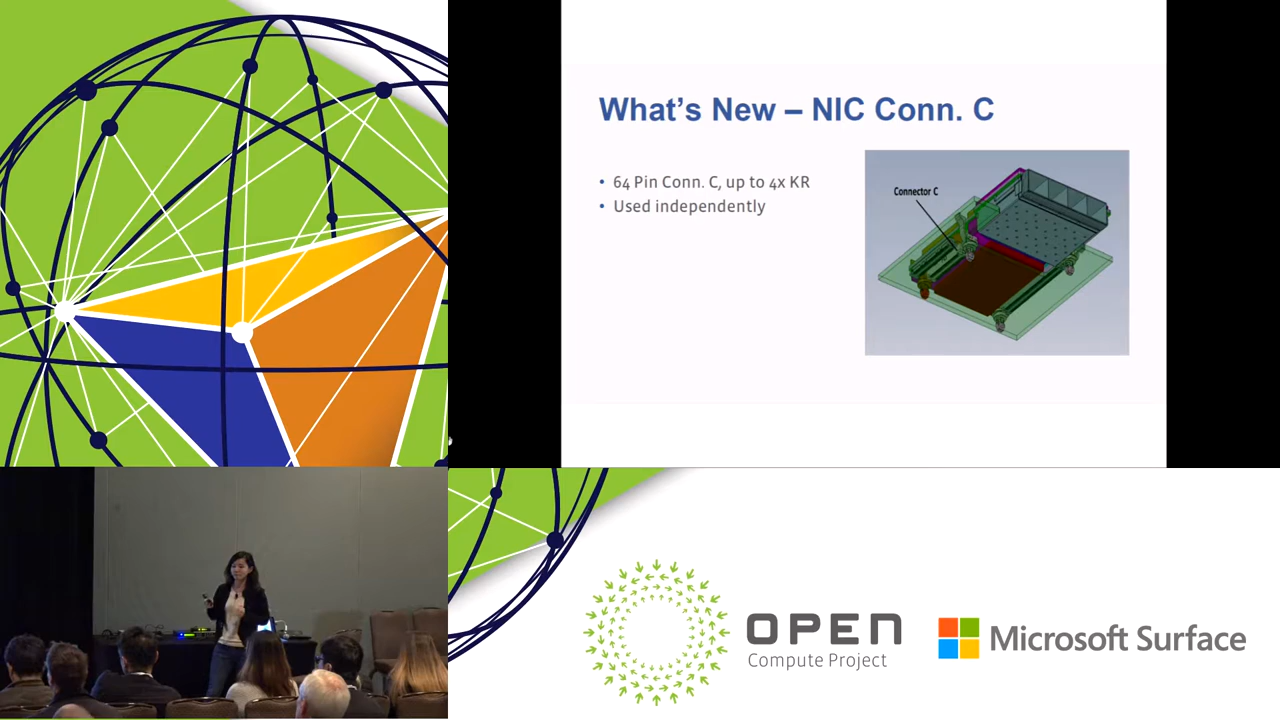 What's New – NIC Conn. C
• 64 Pin Conn. C, up to 4x KR
• Used independently
Connector C
OPEN
Compute Project
Microsoft Surface